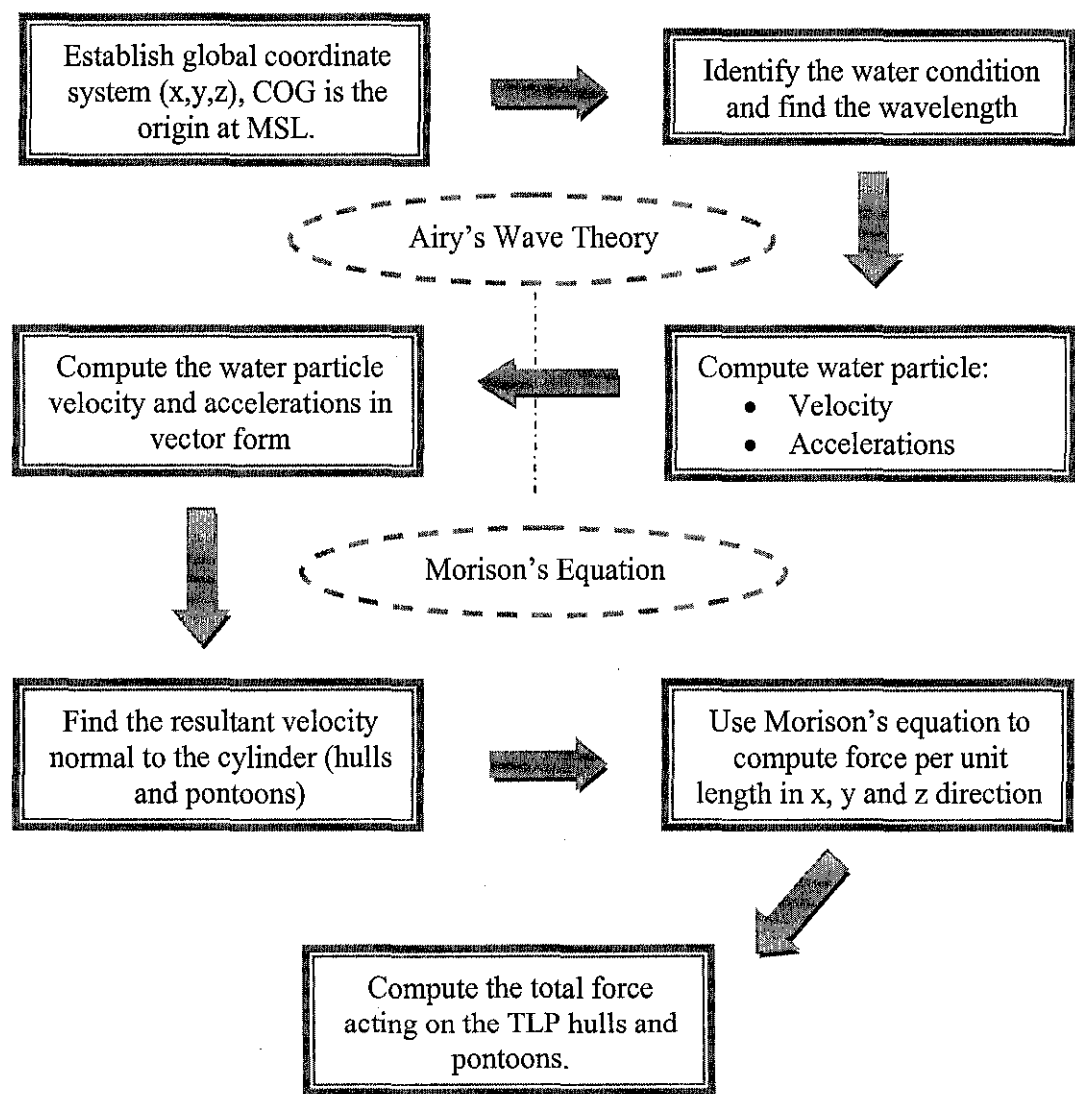 Establish global coordinate
system (x,y,z), COG is the
origin at MSL.
Identify the water condition
and find the wavelength
Airy's Wave Theory
Compute water particle:
• Velocity
• Accelerations
Compute the water particle
velocity and accelerations in
vector form
Morison's Equation
Find the resultant velocity
normal to the cylinder (hulls
and pontoons)
Use Morison's equation to
compute force per unit
length in x, y and z direction
Compute the total force
acting on the TLP hulls and
pontoons.